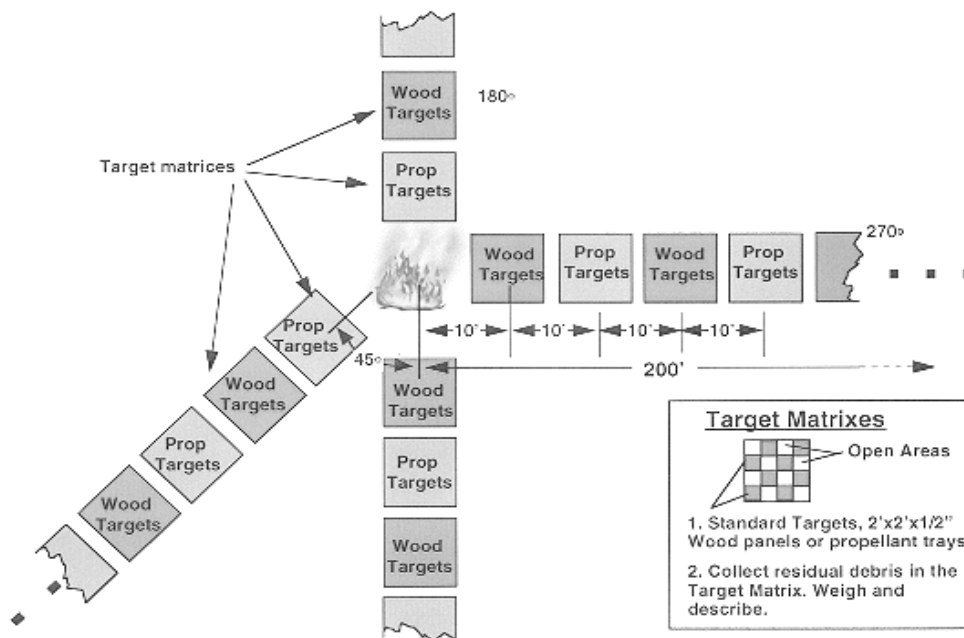 Wood
Targets
180°
Target matrices
Prop
Targets
270°
Wood
Targets
Prop
Targets
Wood
Targets
Prop
Targets
Prop
Targets
10'
10'
10'
10'
45°
200'
Wood
Targets
Wood
Targets
Prop
Targets
Prop
Targets
Wood
Targets
Wood
Targets
Target Matrixes
Open Areas
1. Standard Targets, 2'x2'x1/2"
Wood panels or propellant trays
2. Collect residual debris in the
Target Matrix. Weigh and
describe.